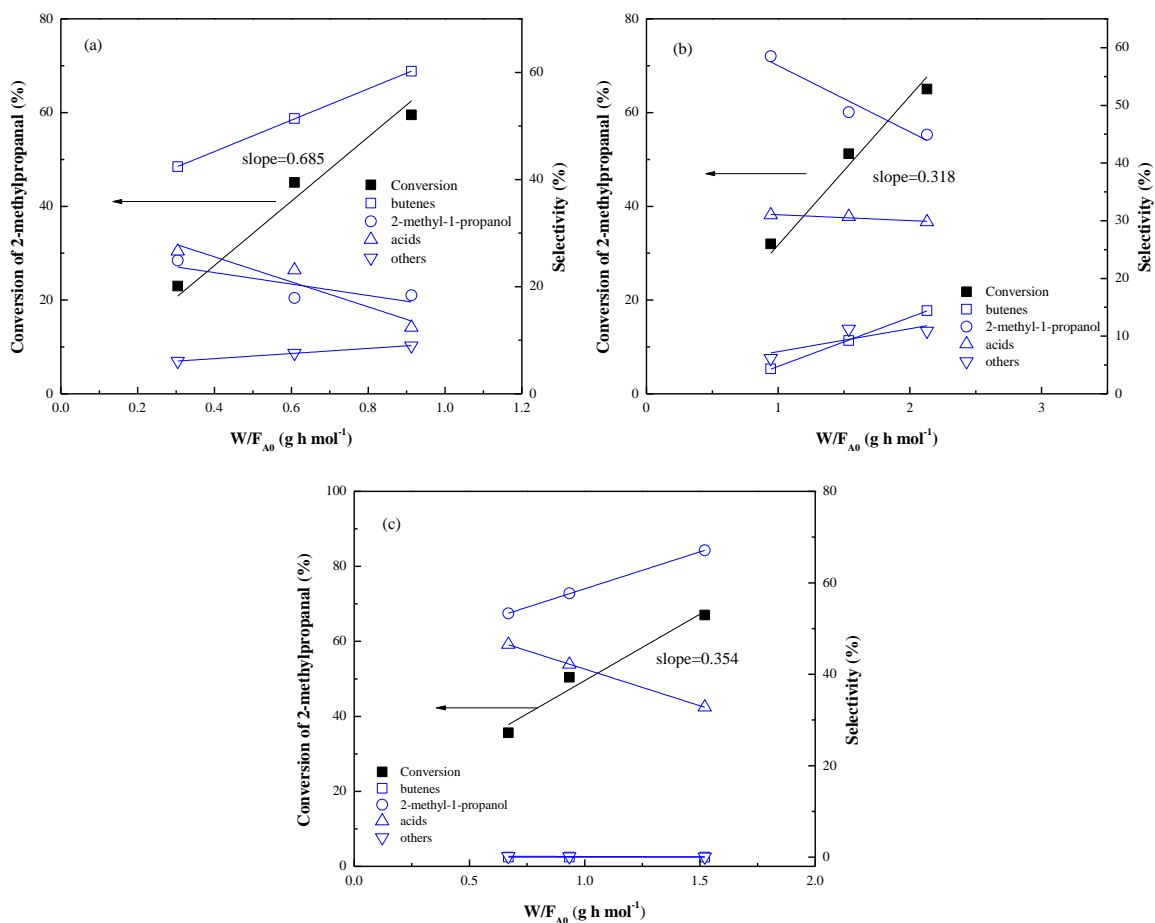 (a)
Conversion of 2-methylpropanal (%)
80
60
40
20
0
slope=0.685
Conversion
butenes
2-methyl-1-propanol
acids
others
60
40
20
0
Selectivity (%)
0.0 0.2 0.4 0.6 0.8 1.0 1.2
W/F_A0 (g h mol⁻¹)
(b)
Conversion of 2-methylpropanal (%)
80
60
40
20
0
slope=0.318
Conversion
butenes
2-methyl-1-propanol
acids
others
60
50
40
30
20
10
0
Selectivity (%)
0 1 2 3
W/F_A0 (g h mol⁻¹)
(c)
Conversion of 2-methylpropanal (%)
100
80
60
40
20
0
slope=0.354
Conversion
butenes
2-methyl-1-propanol
acids
others
80
60
40
20
0
Selectivity (%)
0.0 0.5 1.0 1.5 2.0
W/F_A0 (g h mol⁻¹)